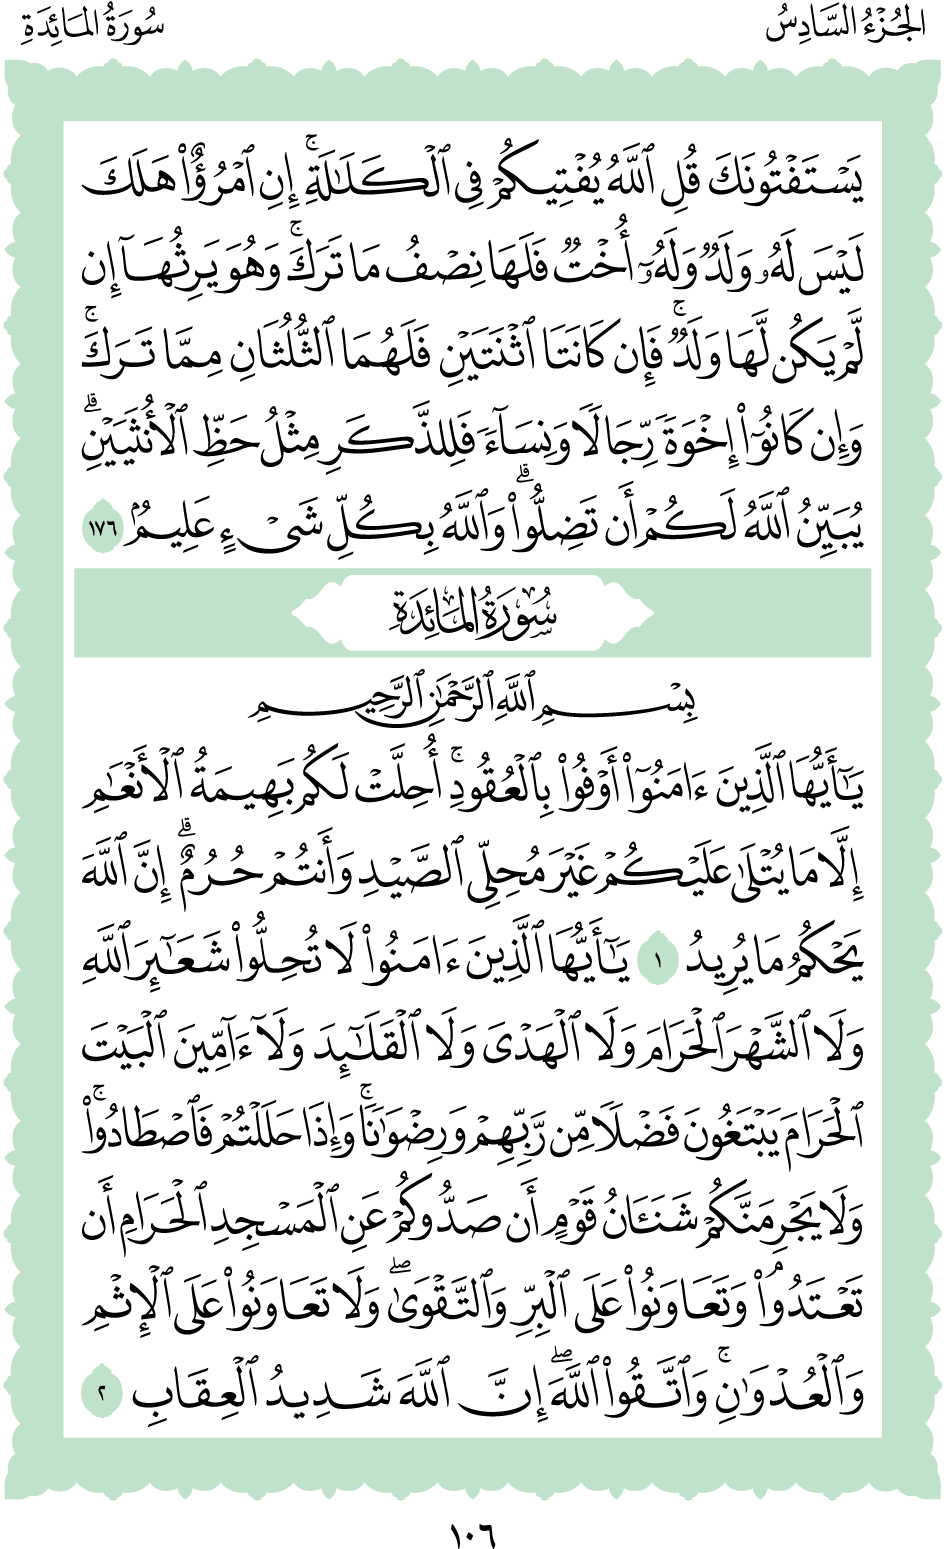 الجُزْءُ السَّادِسُ
سُورَةُ المَائِدَةِ
يَسْتَفْتُونَكَ قُلِ ٱللَّهُ يُفْتِيكُمْ فِي ٱلْكَلَٰلَةِۚ إِنِ ٱمْرُؤٌا۟ هَلَكَ
لَيْسَ لَهُۥ وَلَدٌ وَلَهُۥٓ أُخْتٌ فَلَهَا نِصْفُ مَا تَرَكَۚ وَهُوَ يَرِثُهَآ إِن
لَّمْ يَكُن لَّهَا وَلَدٌۚ فَإِن كَانَتَا ٱثْنَتَيْنِ فَلَهُمَا ٱلثُّلُثَانِ مِمَّا تَرَكَۚ
وَإِن كَانُوٓا۟ إِخْوَةً رِّجَالًا وَنِسَآءً فَلِلذَّكَرِ مِثْلُ حَظِّ ٱلْأُنثَيَيْنِۗ
يُبَيِّنُ ٱللَّهُ لَكُمْ أَن تَضِلُّوا۟ۗ وَٱللَّهُ بِكُلِّ شَىْءٍ عَلِيمٌۢ ١٧٦
سُورَةُ المَائِدَةِ
بِسْمِ ٱللَّهِ ٱلرَّحْمَٰنِ ٱلرَّحِيمِ
يَٰٓأَيُّهَا ٱلَّذِينَ ءَامَنُوٓا۟ أَوْفُوا۟ بِٱلْعُقُودِۚ أُحِلَّتْ لَكُم بَهِيمَةُ ٱلْأَنْعَٰمِ
إِلَّا مَا يُتْلَىٰ عَلَيْكُمْ غَيْرَ مُحِلِّى ٱلصَّيْدِ وَأَنتُمْ حُرُمٌۗ إِنَّ ٱللَّهَ
يَحْكُمُ مَا يُرِيدُ ١ يَٰٓأَيُّهَا ٱلَّذِينَ ءَامَنُوا۟ لَا تُحِلُّوا۟ شَعَٰٓئِرَ ٱللَّهِ
وَلَا ٱلشَّهْرَ ٱلْحَرَامَ وَلَا ٱلْهَدْىَ وَلَا ٱلْقَلَٰٓئِدَ وَلَآ ءَآمِّينَ ٱلْبَيْتَ
ٱلْحَرَامَ يَبْتَغُونَ فَضْلًا مِّن رَّبِّهِمْ وَرِضْوَٰنًاۚ وَإِذَا حَلَلْتُمْ فَٱصْطَادُوا۟ۚ
وَلَا يَجْرِمَنَّكُمْ شَنَـَٔانُ قَوْمٍ أَن صَدُّوكُمْ عَنِ ٱلْمَسْجِدِ ٱلْحَرَامِ أَن
تَعْتَدُوا۟ۘ وَتَعَاوَنُوا۟ عَلَى ٱلْبِرِّ وَٱلتَّقْوَىٰۖ وَلَا تَعَاوَنُوا۟ عَلَى ٱلْإِثْمِ
وَٱلْعُدْوَٰنِۚ وَٱتَّقُوا۟ ٱللَّهَۖ إِنَّ ٱللَّهَ شَدِيدُ ٱلْعِقَابِ ٢
١٠٦